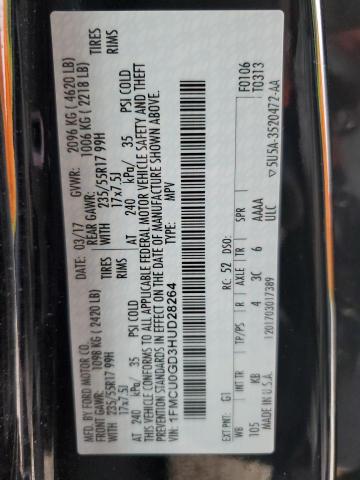 MFD. BY FORD MOTOR CO.
DATE: 03/17 GVWR: 2096 KG ( 4620 LB)
FRONT GAWR: 1098 KG (2420 LB) REAR GAWR: 1006 KG ( 2218 LB)
WITH 235/55R17 99H TIRES WITH 235/55R17 99H TIRES
17x7.5J RIMS 17x7.5J RIMS
AT 240 kPa/ 35 PSI COLD AT 240 kPa/ 35 PSI COLD
THIS VEHICLE CONFORMS TO ALL APPLICABLE FEDERAL MOTOR VEHICLE SAFETY AND THEFT
PREVENTION STANDARDS IN EFFECT ON THE DATE OF MANUFACTURE SHOWN ABOVE.
VIN: 1FMCU0GD3HUD28264 F0106
TYPE: MPV T0313
EXT PNT: G1 RC: 52 DSO:
WB INT TR TP/PS R AXLE TR SPR
105 KB 4 3C 6 AAAA
ULC
MADE IN U.S.A. 1201703017389 ▽5U5A-3520472-AA